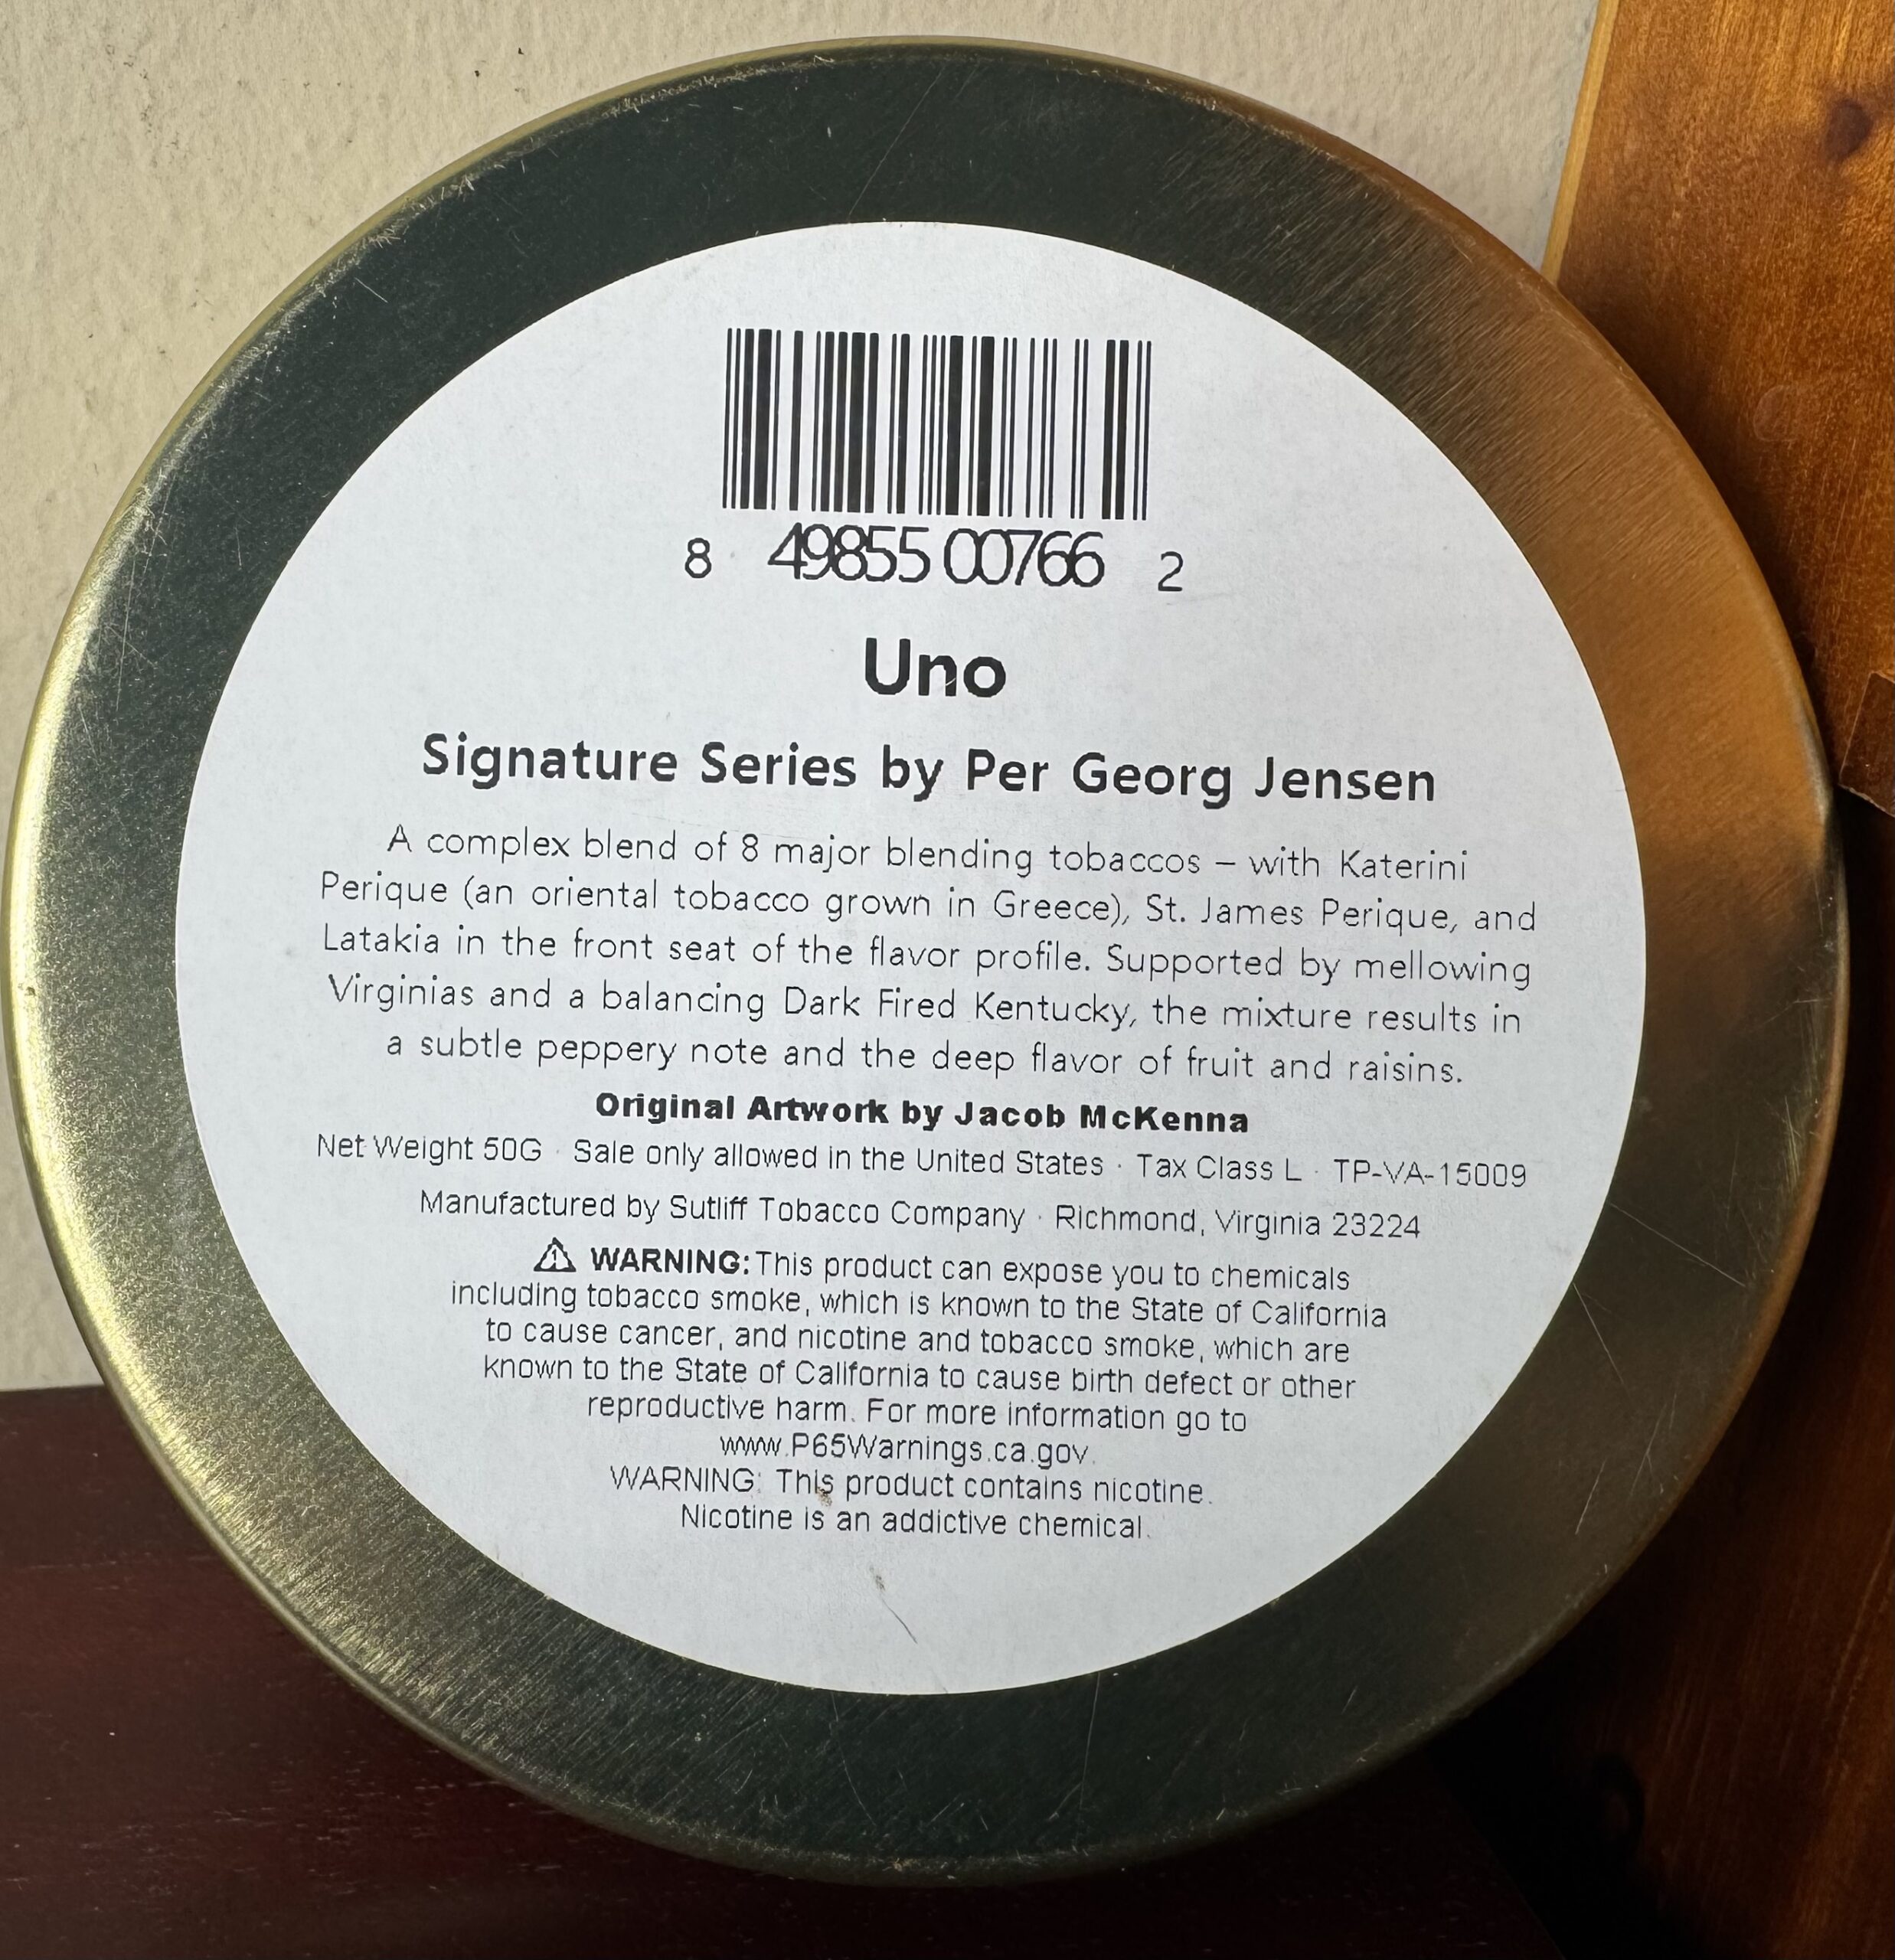 8 49855 00766 2
Uno
Signature Series by Per Georg Jensen
A complex blend of 8 major blending tobaccos – with Katerini
Perique (an oriental tobacco grown in Greece), St. James Perique, and
Latakia in the front seat of the flavor profile. Supported by mellowing
Virginias and a balancing Dark Fired Kentucky, the mixture results in
a subtle peppery note and the deep flavor of fruit and raisins.
Original Artwork by Jacob McKenna
Net Weight 50G · Sale only allowed in the United States · Tax Class L · TP-VA-15009
Manufactured by Sutliff Tobacco Company · Richmond, Virginia 23224
⚠ WARNING: This product can expose you to chemicals
including tobacco smoke, which is known to the State of California
to cause cancer, and nicotine and tobacco smoke, which are
known to the State of California to cause birth defect or other
reproductive harm. For more information go to
www.P65Warnings.ca.gov.
WARNING: This product contains nicotine.
Nicotine is an addictive chemical.